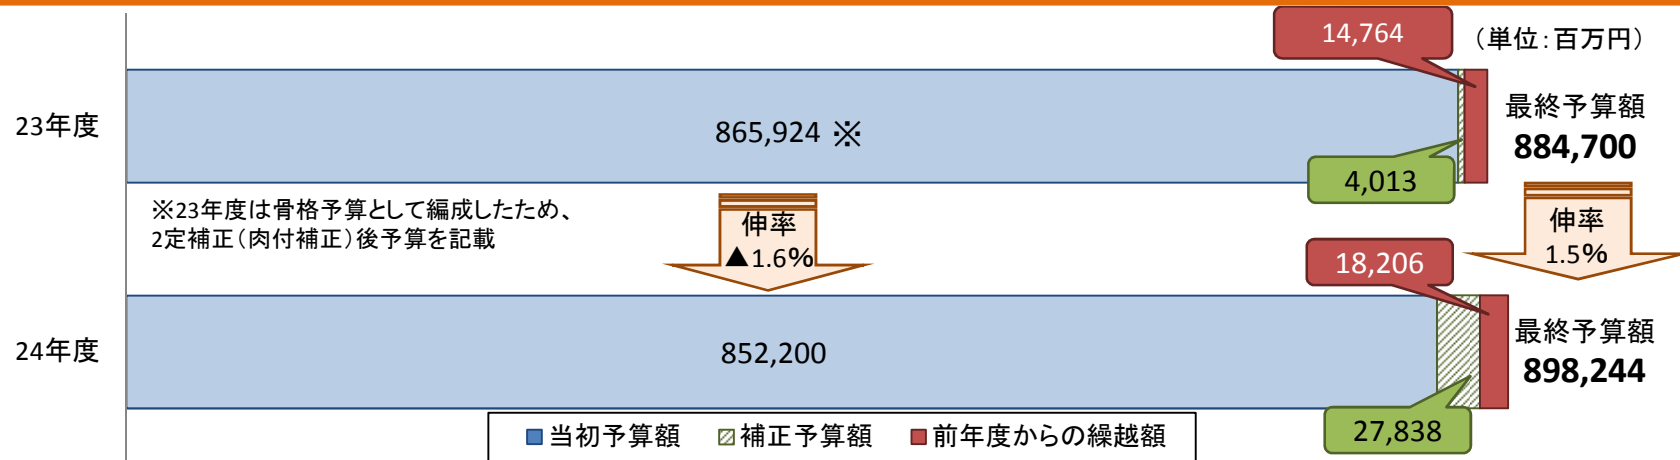 14,764
（単位：百万円）
23年度
865,924 ※
最終予算額
884,700
4,013
※23年度は骨格予算として編成したため、
2定補正（肉付補正）後予算を記載
伸率
▲1.6%
伸率
1.5%
18,206
24年度
852,200
最終予算額
898,244
27,838
当初予算額 補正予算額 前年度からの繰越額